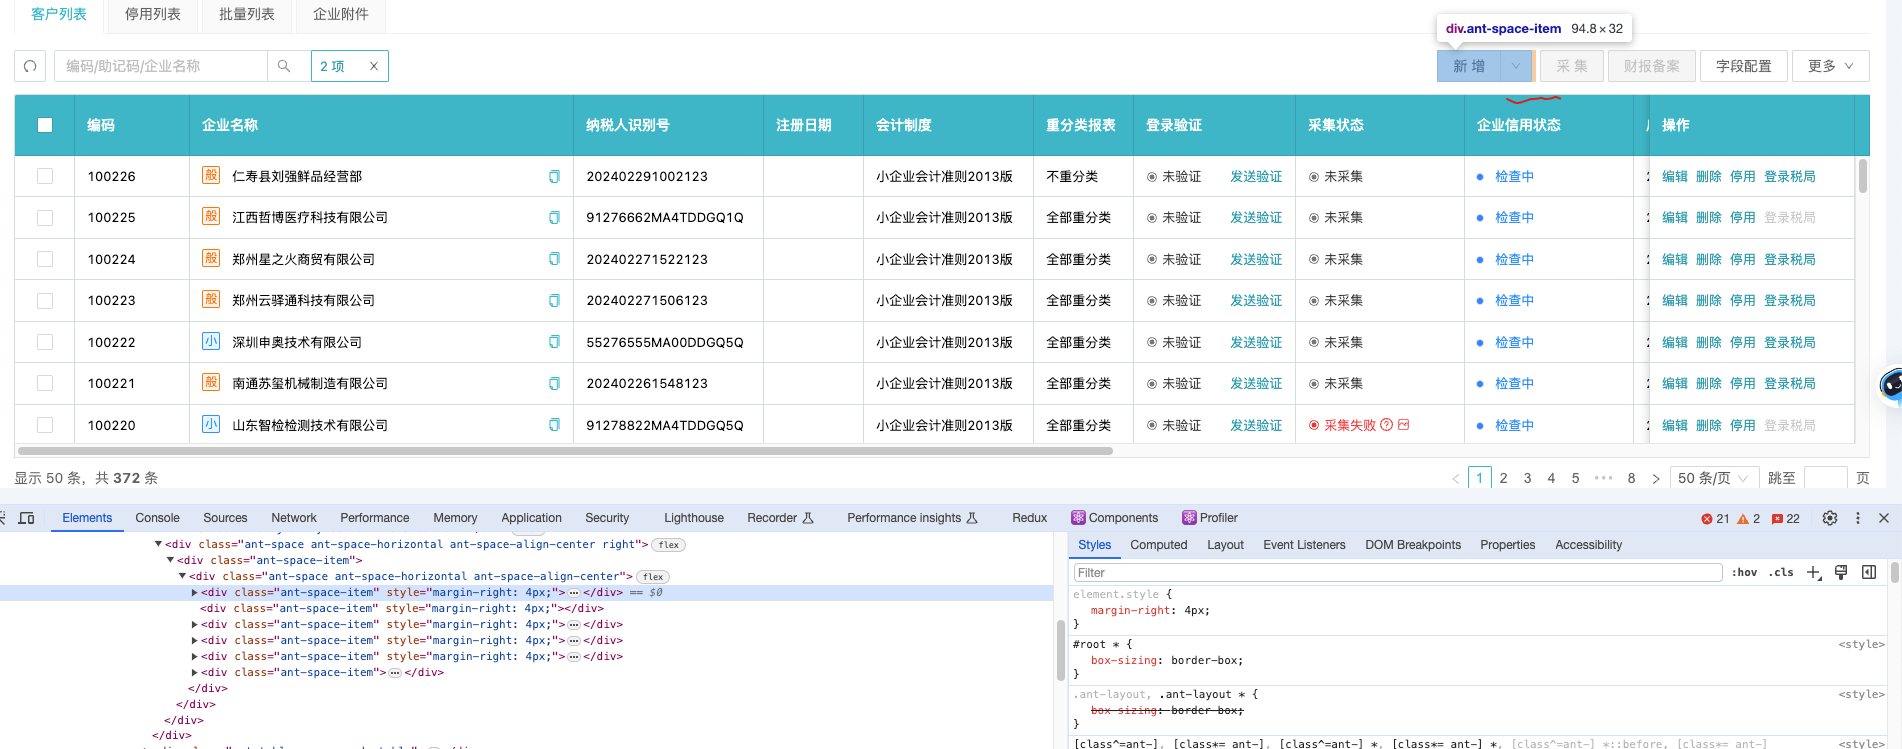 客户列表 停用列表 批量列表 企业附件
div.ant-space-item 94.8×32
编码/助记码/企业名称 2 项 × 新 增 采 集 财报备案 字段配置 更多
编码 企业名称 纳税人识别号 注册日期 会计制度 重分类报表 登录验证 采集状态 企业信用状态 操作
100226 般 仁寿县刘强鲜品经营部 202402291002123 小企业会计准则2013版 不重分类 未验证 发送验证 未采集 检查中 编辑 删除 停用 登录税局
100225 般 江西哲博医疗科技有限公司 91276662MA4TDDGQ1Q 小企业会计准则2013版 全部重分类 未验证 发送验证 未采集 检查中 编辑 删除 停用 登录税局
100224 般 郑州星之火商贸有限公司 202402271522123 小企业会计准则2013版 全部重分类 未验证 发送验证 未采集 检查中 编辑 删除 停用 登录税局
100223 般 郑州云驿通科技有限公司 202402271506123 小企业会计准则2013版 全部重分类 未验证 发送验证 未采集 检查中 编辑 删除 停用 登录税局
100222 小 深圳申奥技术有限公司 55276555MA00DDGQ5Q 小企业会计准则2013版 全部重分类 未验证 发送验证 未采集 检查中 编辑 删除 停用 登录税局
100221 般 南通苏玺机械制造有限公司 202402261548123 小企业会计准则2013版 全部重分类 未验证 发送验证 未采集 检查中 编辑 删除 停用 登录税局
100220 小 山东智检检测技术有限公司 91278822MA4TDDGQ5Q 小企业会计准则2013版 全部重分类 未验证 发送验证 采集失败 检查中 编辑 删除 停用 登录税局
显示 50 条，共 372 条 < 1 2 3 4 5 ••• 8 > 50 条/页 跳至 页
Elements Console Sources Network Performance Memory Application Security Lighthouse Recorder Performance insights Redux Components Profiler 21 2 22
<div class="ant-space ant-space-horizontal ant-space-align-center right"> flex
<div class="ant-space-item">
<div class="ant-space ant-space-horizontal ant-space-align-center"> flex
<div class="ant-space-item" style="margin-right: 4px;"> … </div> == $0
<div class="ant-space-item" style="margin-right: 4px;"></div>
<div class="ant-space-item" style="margin-right: 4px;"> … </div>
<div class="ant-space-item" style="margin-right: 4px;"> … </div>
<div class="ant-space-item" style="margin-right: 4px;"> … </div>
<div class="ant-space-item"> … </div>
</div>
</div>
</div>
</div>
Styles Computed Layout Event Listeners DOM Breakpoints Properties Accessibility
Filter :hov .cls
element.style {
margin-right: 4px;
}
#root * { <style>
box-sizing: border-box;
}
.ant-layout, .ant-layout * { <style>
box-sizing: border-box;
}
[class^=ant-], [class*= ant-], [class^=ant-] *, [class*= ant-] *, [class^=ant-] *::before, [class*= ant-] <style>